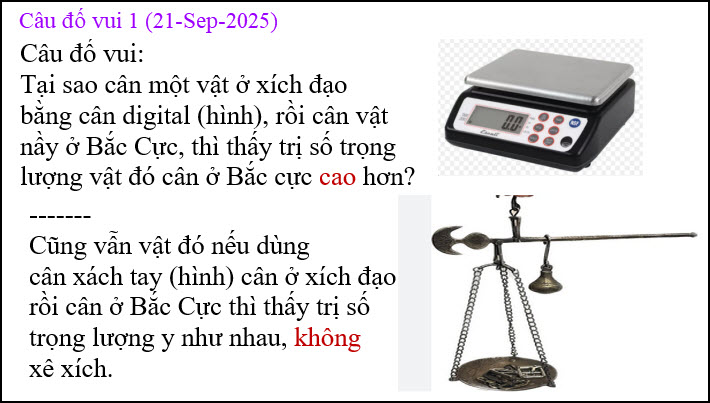 Câu đố vui 1 (21-Sep-2025)
Câu đố vui:
Tại sao cân một vật ở xích đạo
bằng cân digital (hình), rồi cân vật
nầy ở Bắc Cực, thì thấy trị số trọng
lượng vật đó cân ở Bắc cực cao hơn?
-------
Cũng vẫn vật đó nếu dùng
cân xách tay (hình) cân ở xích đạo
rồi cân ở Bắc Cực thì thấy trị số
trọng lượng y như nhau, không
xê xích.
0.0
Escali